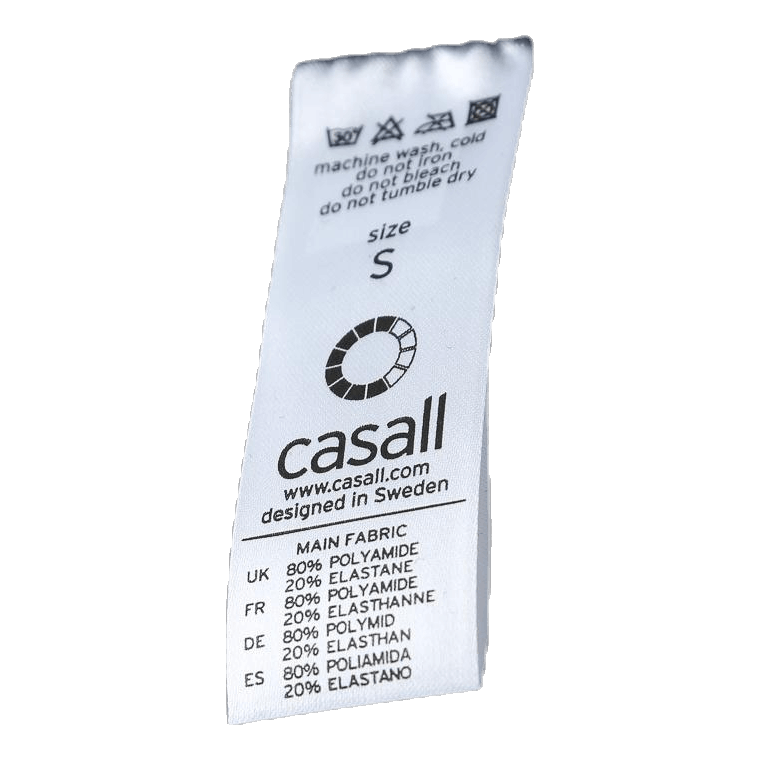 30°
machine wash, cold
do not iron
do not bleach
do not tumble dry
size
S
casall
www.casall.com
designed in Sweden
MAIN FABRIC
UK 80% POLYAMIDE
20% ELASTANE
FR 80% POLYAMIDE
20% ELASTHANNE
DE 80% POLYMID
20% ELASTHAN
ES 80% POLIAMIDA
20% ELASTANO